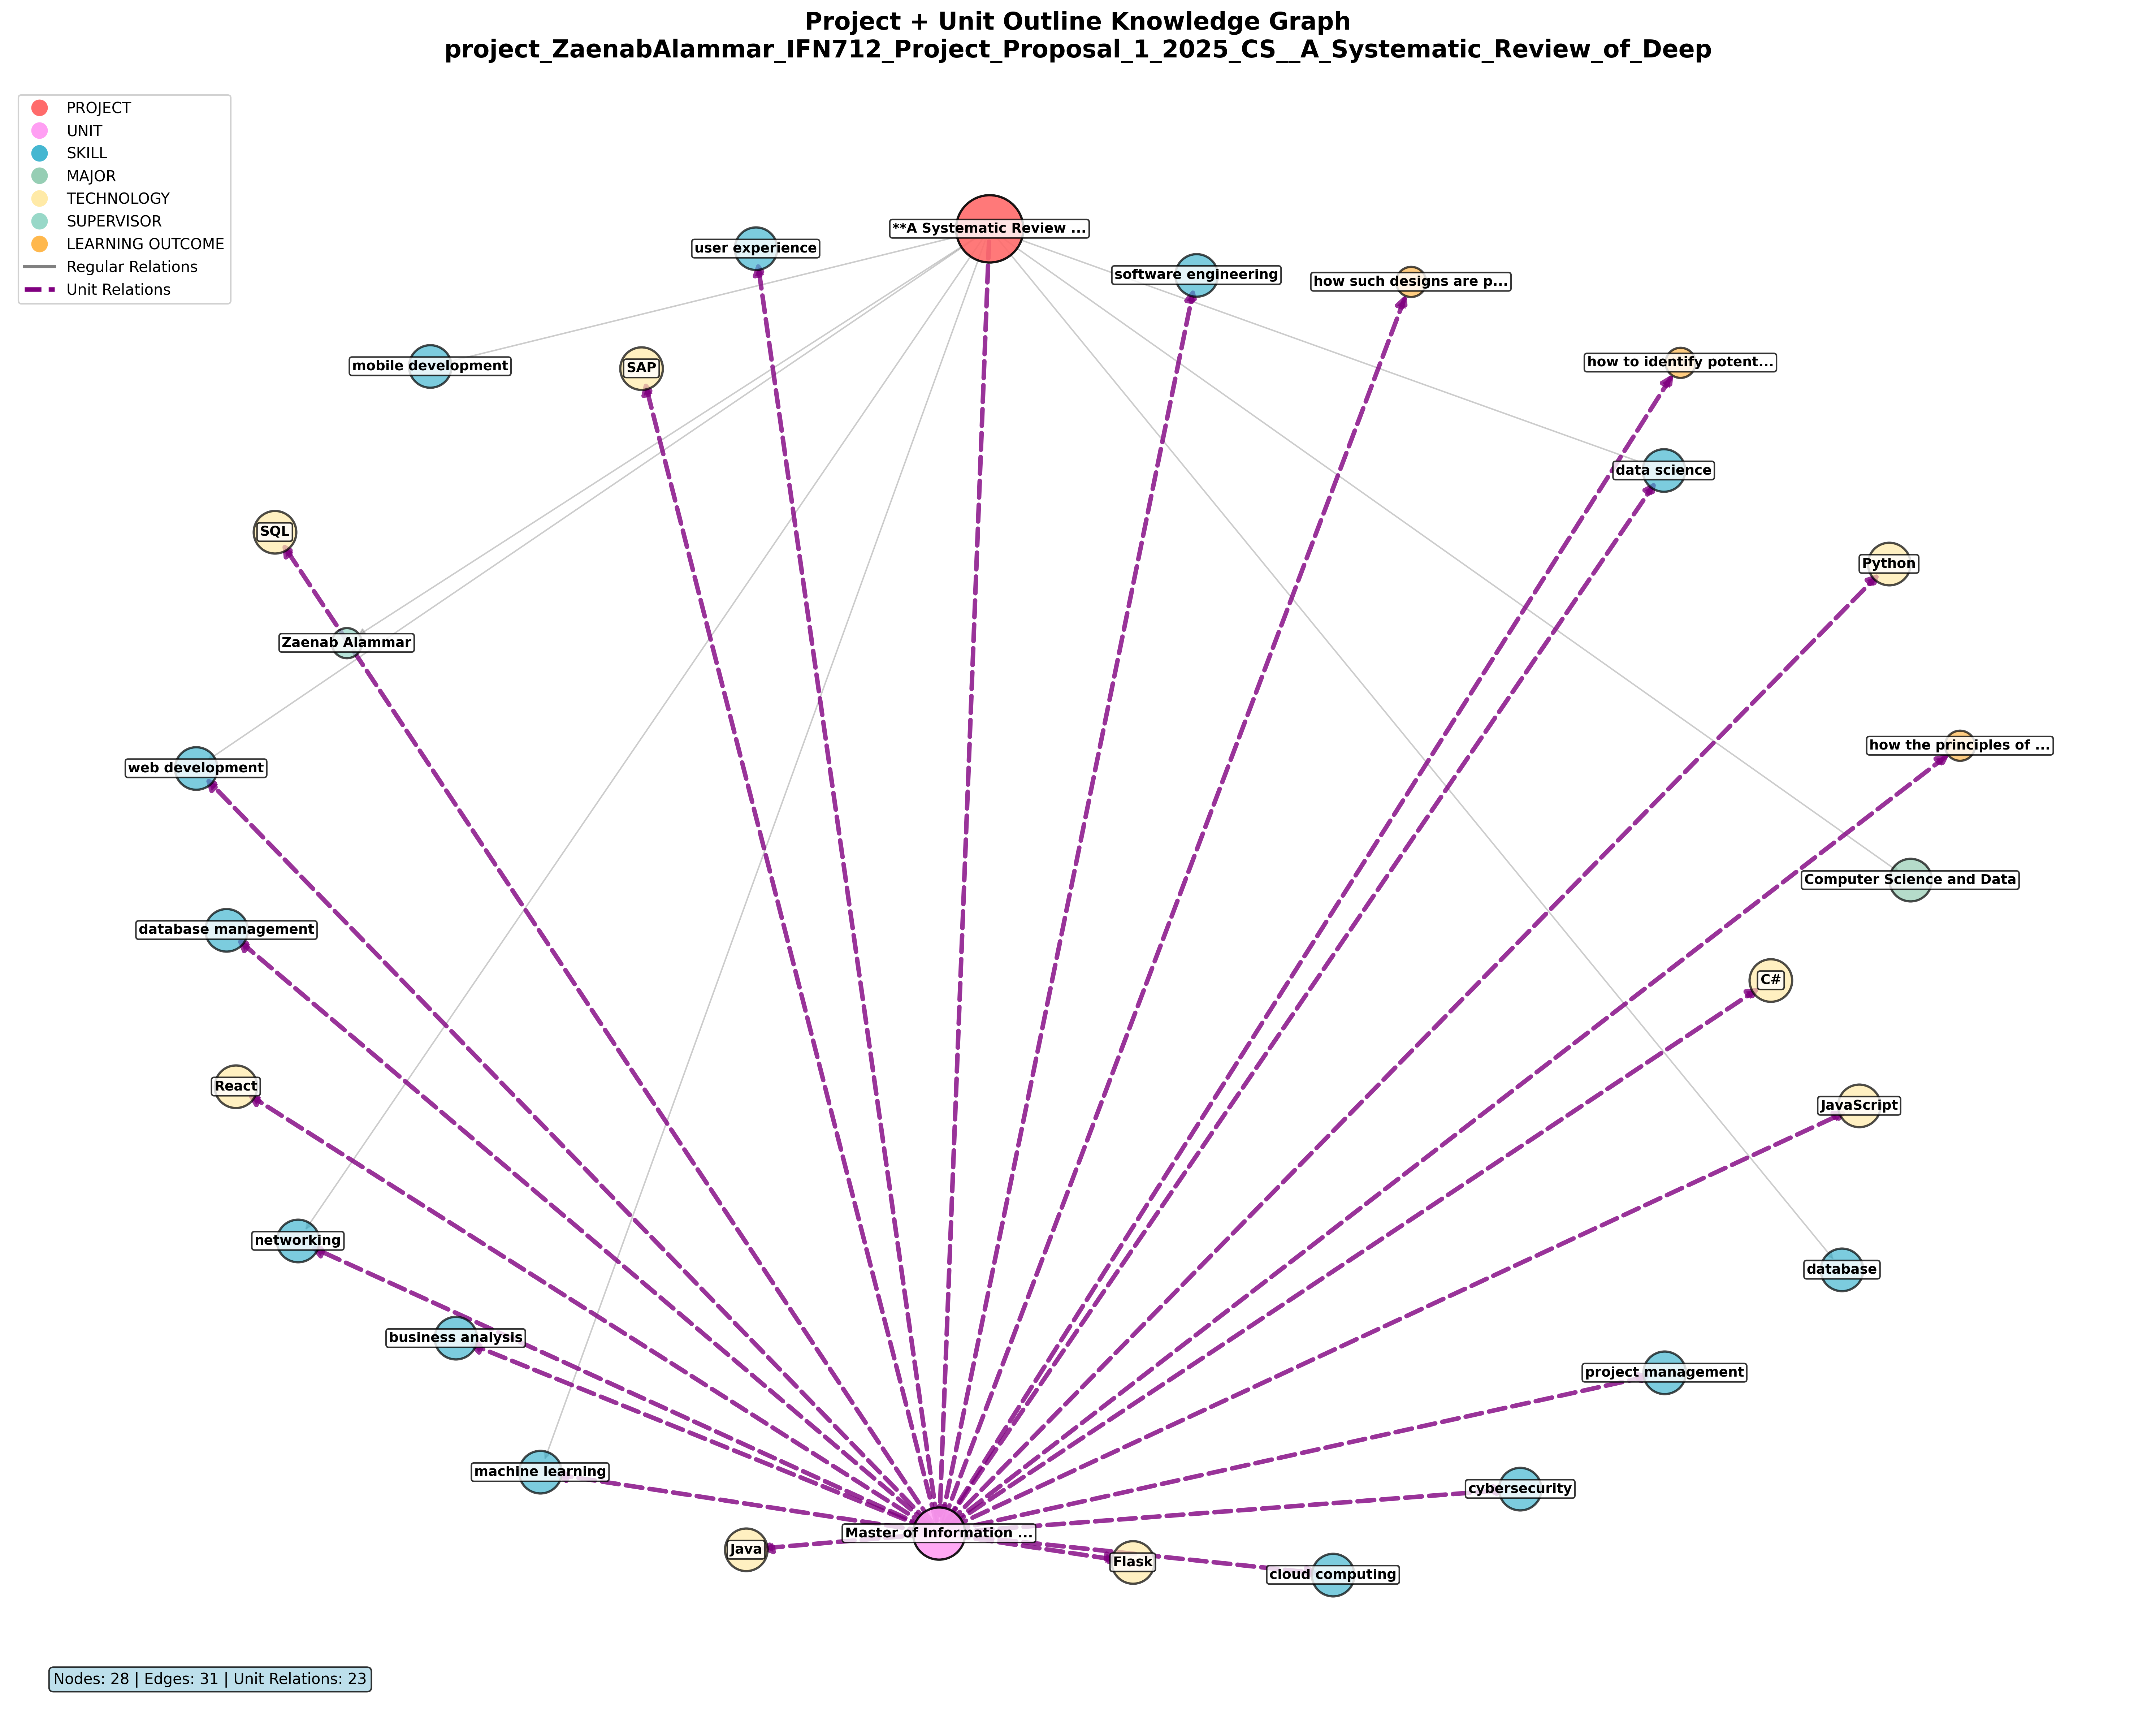 Project + Unit Outline Knowledge Graph
project_ZaenabAlammar_IFN712_Project_Proposal_1_2025_CS__A_Systematic_Review_of_Deep
PROJECT
UNIT
SKILL
MAJOR
TECHNOLOGY
SUPERVISOR
LEARNING OUTCOME
Regular Relations
Unit Relations
**A Systematic Review ...
user experience
software engineering
how such designs are p...
mobile development
SAP
how to identify potent...
data science
SQL
Python
Zaenab Alammar
how the principles of ...
web development
Computer Science and Data
database management
C#
React
JavaScript
networking
database
business analysis
project management
machine learning
cybersecurity
Master of Information ...
Java
Flask
cloud computing
Nodes: 28 | Edges: 31 | Unit Relations: 23